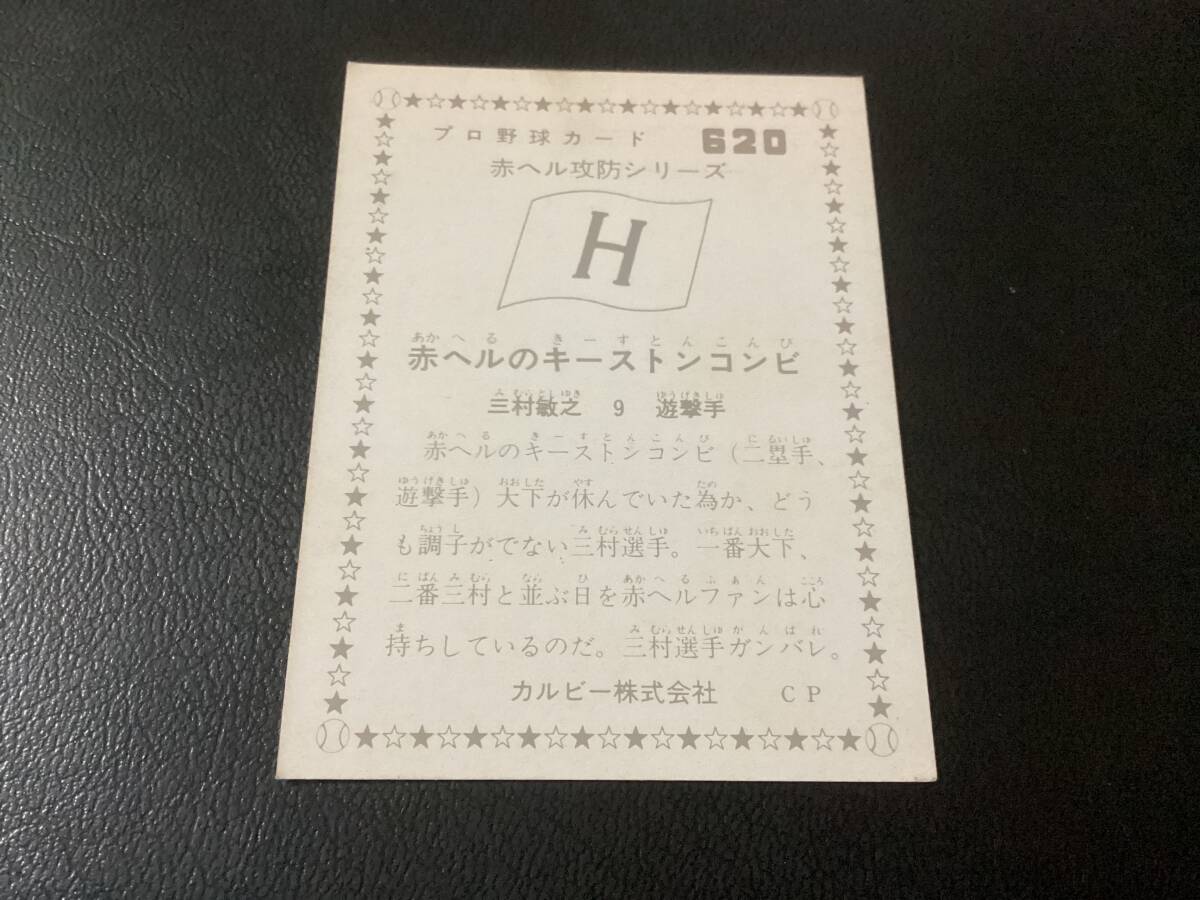 プロ野球カード 620
赤ヘル攻防シリーズ
H
あかへる きーすとんこんび
赤ヘルのキーストンコンビ
みむらとしゆき ゆうげきしゅ
三村敏之 9 遊撃手
あかへる きーすとんこんび にるいしゅ
赤ヘルのキーストンコンビ(二塁手、
ゆうげきしゅ おおした やす ため
遊撃手)大下が休んでいた為か、どう
ちょうし みむらせんしゅ いちばんおおした
も調子がでない三村選手。一番大下、
にばんみむら なら ひ あかへるふぁん こころ
二番三村と並ぶ日を赤ヘルファンは心
ま みむらせんしゅがんばれ
持ちしているのだ。三村選手ガンバレ。
カルビー株式会社 CP